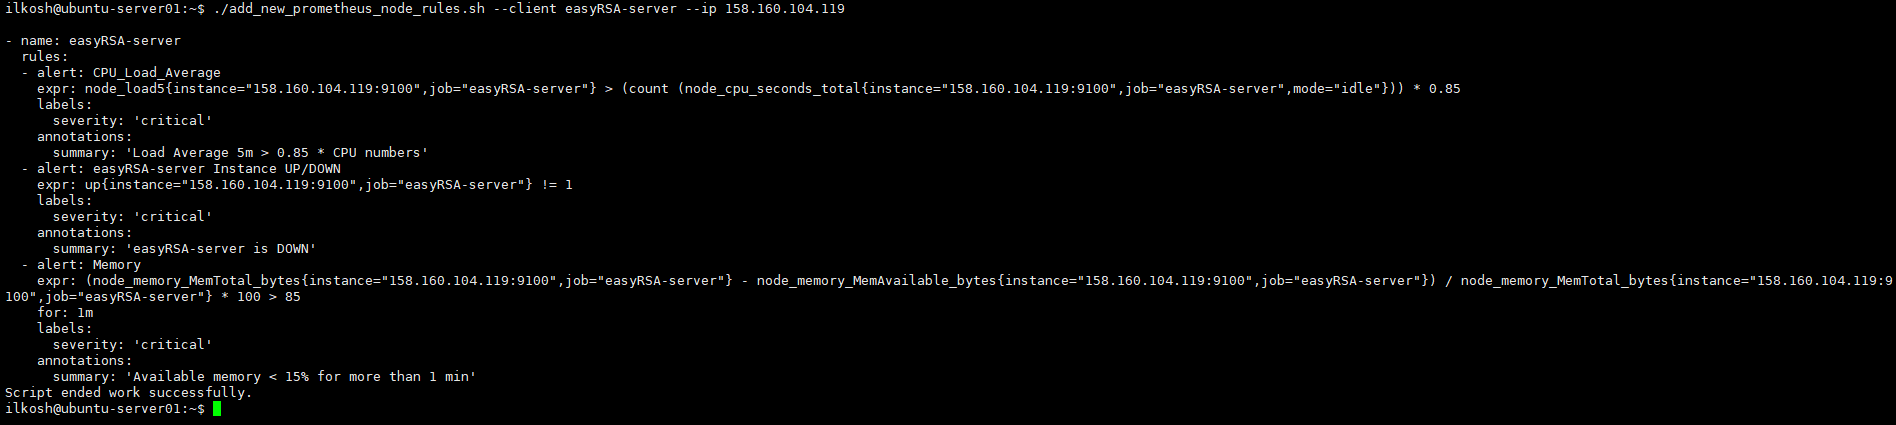 ilkosh@ubuntu-server01:~$ ./add_new_prometheus_node_rules.sh --client easyRSA-server --ip 158.160.104.119

- name: easyRSA-server
  rules:
  - alert: CPU_Load_Average
    expr: node_load5{instance="158.160.104.119:9100",job="easyRSA-server"} > (count (node_cpu_seconds_total{instance="158.160.104.119:9100",job="easyRSA-server",mode="idle"})) * 0.85
    labels:
      severity: 'critical'
    annotations:
      summary: 'Load Average 5m > 0.85 * CPU numbers'
  - alert: easyRSA-server Instance UP/DOWN
    expr: up{instance="158.160.104.119:9100",job="easyRSA-server"} != 1
    labels:
      severity: 'critical'
    annotations:
      summary: 'easyRSA-server is DOWN'
  - alert: Memory
    expr: (node_memory_MemTotal_bytes{instance="158.160.104.119:9100",job="easyRSA-server"} - node_memory_MemAvailable_bytes{instance="158.160.104.119:9100",job="easyRSA-server"}) / node_memory_MemTotal_bytes{instance="158.160.104.119:9
100",job="easyRSA-server"} * 100 > 85
    for: 1m
    labels:
      severity: 'critical'
    annotations:
      summary: 'Available memory < 15% for more than 1 min'
Script ended work successfully.
ilkosh@ubuntu-server01:~$